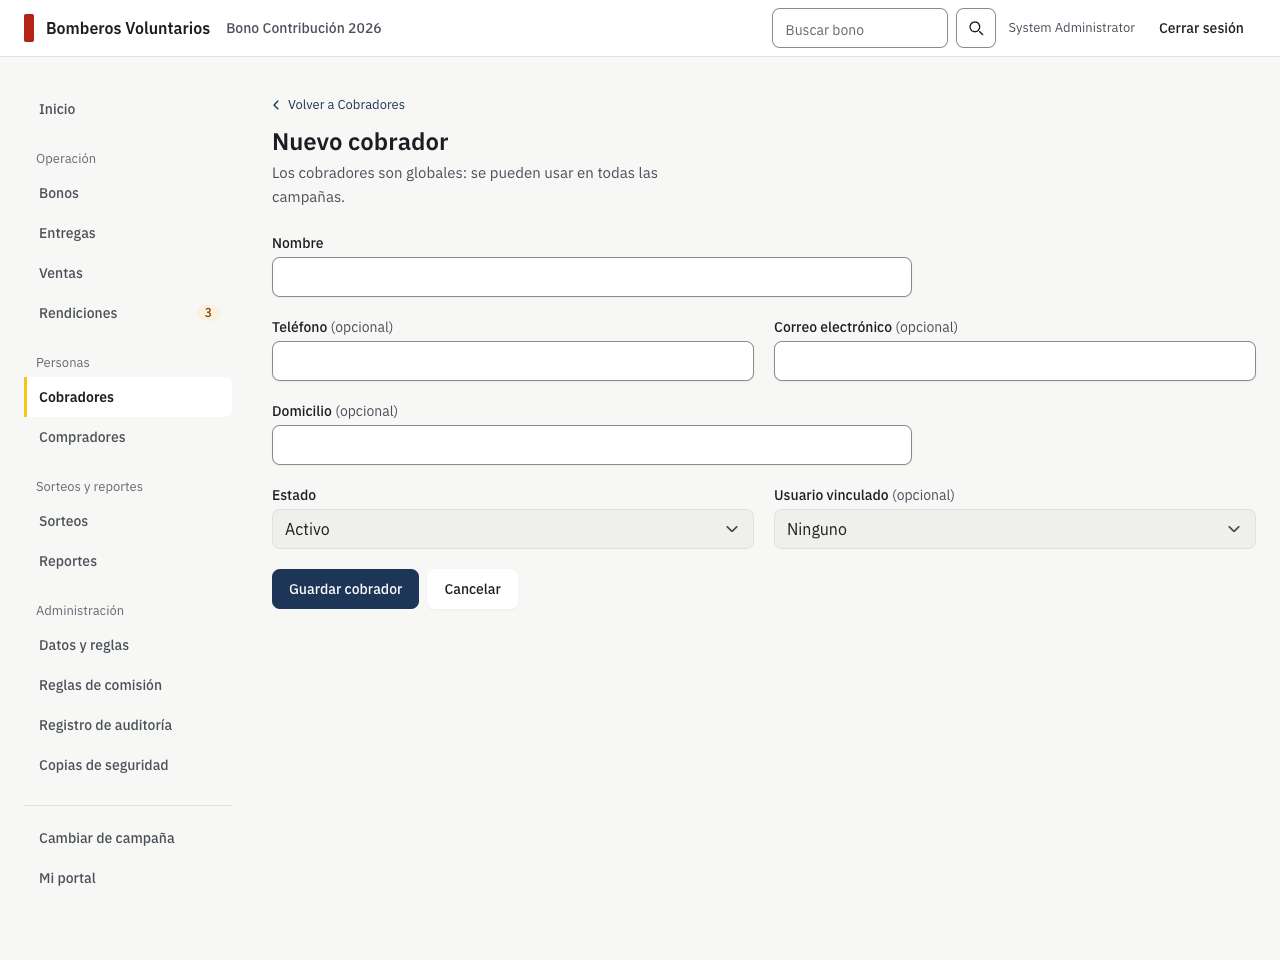 Bomberos Voluntarios
Bono Contribución 2026
Buscar bono
System Administrator
Cerrar sesión
Inicio
Operación
Bonos
Entregas
Ventas
Rendiciones
3
Personas
Cobradores
Compradores
Sorteos y reportes
Sorteos
Reportes
Administración
Datos y reglas
Reglas de comisión
Registro de auditoría
Copias de seguridad
Cambiar de campaña
Mi portal
Volver a Cobradores
Nuevo cobrador
Los cobradores son globales: se pueden usar en todas las
campañas.
Nombre
Teléfono (opcional)
Correo electrónico (opcional)
Domicilio (opcional)
Estado
Activo
Usuario vinculado (opcional)
Ninguno
Guardar cobrador
Cancelar